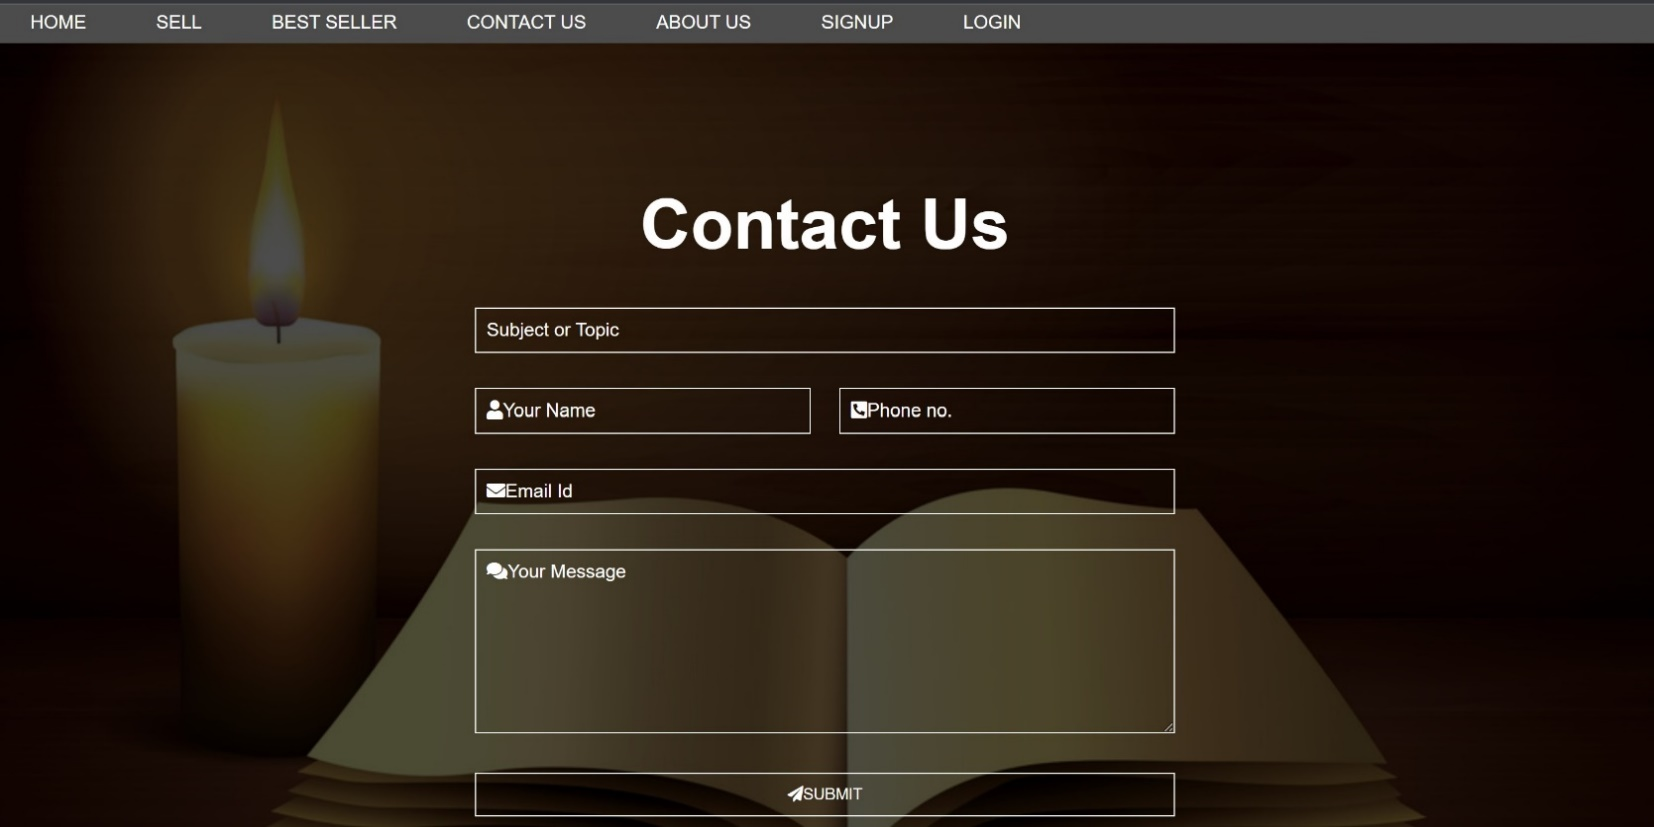 HOME SELL BEST SELLER CONTACT US ABOUT US SIGNUP LOGIN
Contact Us
Subject or Topic
Your Name Phone no.
Email Id
Your Message
SUBMIT